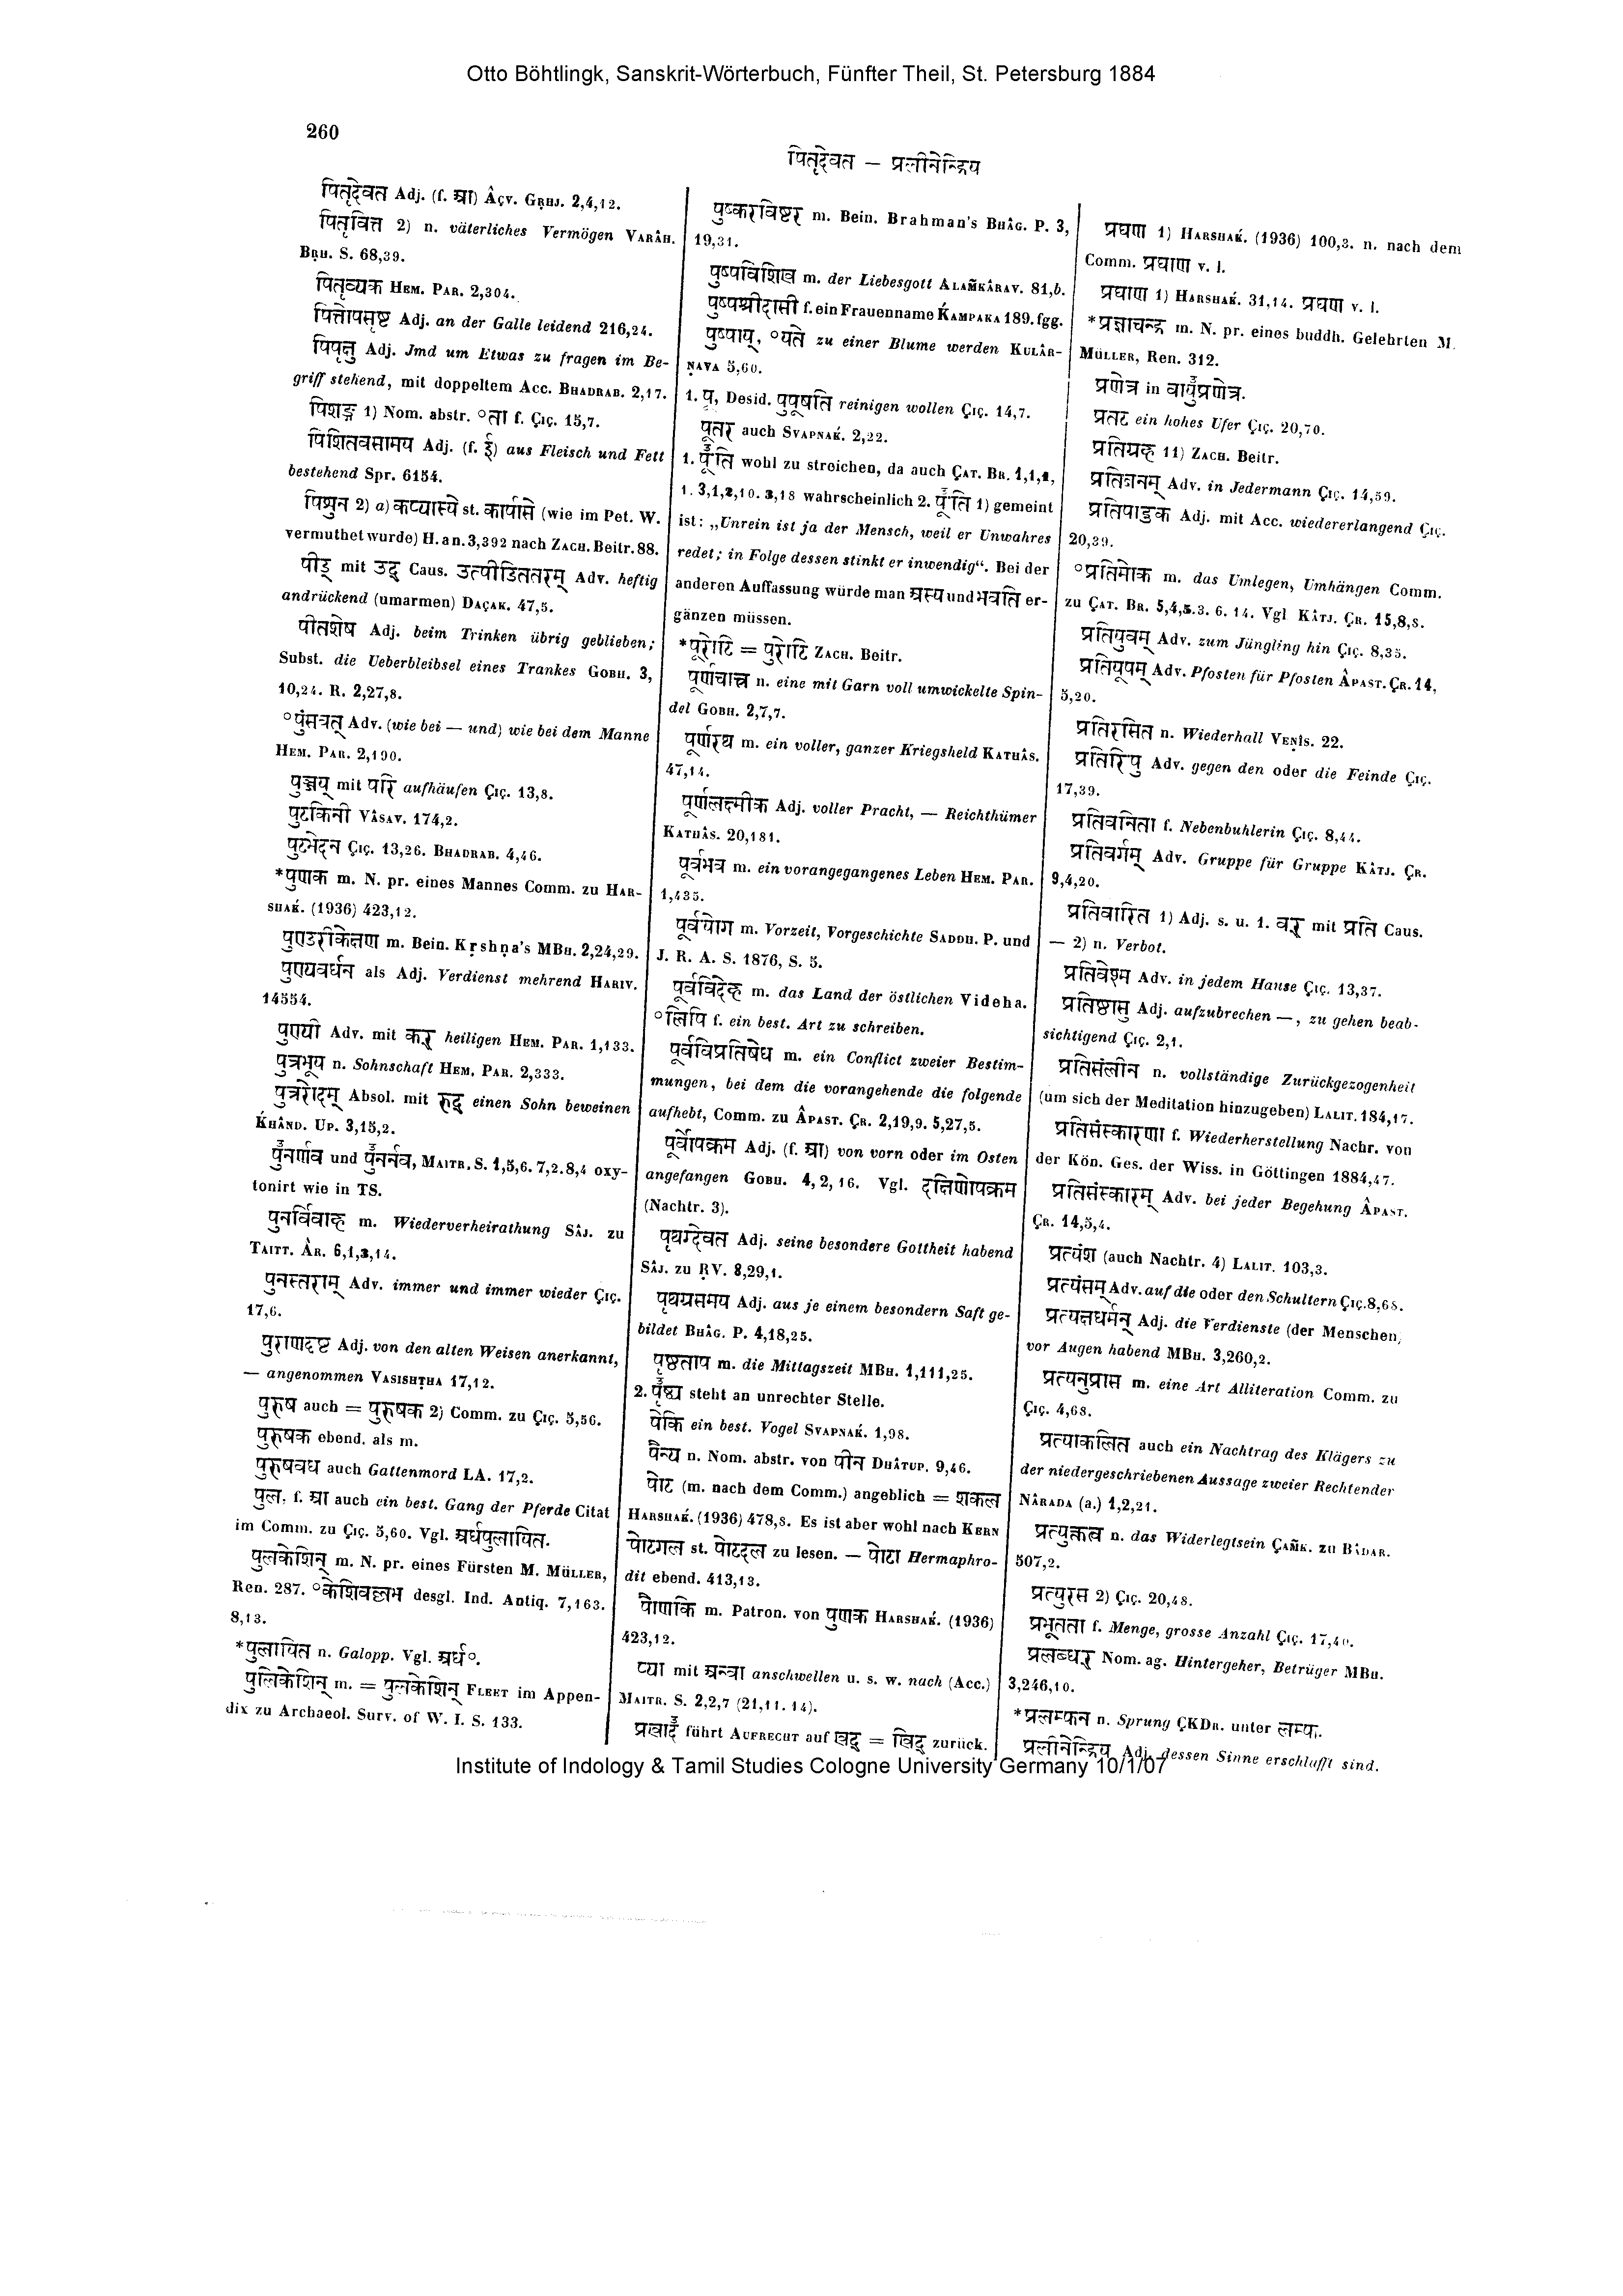 Otto Böhtlingk, Sanskrit-Wörterbuch, Fünfter Theil, St. Petersburg 1884
260
पितृदेवत — प्रलीनेन्द्रिय
पितृदेवत Adj. (f. आ) Âçv. Gṛhj. 2,4,12.
पितृवित्त 2) n. väterliches Vermögen Varâh.
Bṛh. S. 68,39.
पितृव्यक Hem. Par. 2,304.
पित्तोपसृष्ट Adj. an der Galle leidend 216,24.
पिपृक्षु Adj. Jmd um Etwas zu fragen im Be-
griff stehend, mit doppeltem Acc. Bhadrab. 2,17.
पिशङ्ग 1) Nom. abstr. °ता f. Çiç. 15,7.
पिशितवसामय Adj. (f. ई) aus Fleisch und Fett
bestehend Spr. 6154.
पिशुन 2) a) कप्यास्ये st. कार्पासे (wie im Pet. W.
vermuthet wurde) H. an. 3,392 nach Zach. Beitr. 88.
पीड् mit उद् Caus. उत्पीडिततरम् Adv. heftig
andrückend (umarmen) Daçak. 47,5.
पीतशेष Adj. beim Trinken übrig geblieben;
Subst. die Ueberbleibsel eines Trankes Gobh. 3,
10,24. R. 2,27,8.
°पुंसवत् Adv. (wie bei — und) wie bei dem Manne
Hem. Par. 2,190.
पुञ्जय् mit परि aufhäufen Çiç. 13,8.
पुटकिनी Vâsav. 174,2.
पुटभेदन Çiç. 13,26. Bhadrab. 4,46.
*पुणक m. N. pr. eines Mannes Comm. zu Har-
shaḱ. (1936) 423,12.
पुण्डरीकेक्षण m. Bein. Kṛshṇa's MBh. 2,24,29.
पुण्यवर्धन als Adj. Verdienst mehrend Hariv.
14554.
पुण्यी Adv. mit कर् heiligen Hem. Par. 1,133.
पुत्रभूय n. Sohnschaft Hem. Par. 2,333.
पुत्ररोदम् Absol. mit रुद् einen Sohn beweinen
Ḱhând. Up. 3,15,2.
पुनर्णव und पुनर्नव, Maitr. S. 1,5,6. 7,2. 8,4 oxy-
tonirt wie in TS.
पुनर्विवाह m. Wiederverheirathung Sâj. zu
Taitt. Âr. 6,1,3,14.
पुनस्तराम् Adv. immer und immer wieder Çiç.
17,6.
पुराणदृष्ट Adj. von den alten Weisen anerkannt,
— angenommen Vasishṭha 17,12.
पुरुष auch = पुरुषक 2) Comm. zu Çiç. 5,56.
पुरुषक ebend. als m.
पुरुषवध auch Gattenmord LA. 17,2.
पुल, f. आ auch ein best. Gang der Pferde Citat
im Comm. zu Çiç. 5,60. Vgl. अर्धपुलायित.
पुलकेशिन् m. N. pr. eines Fürsten M. Müller,
Ren. 287. °केशिवल्लभ desgl. Ind. Antiq. 7,163.
8,13.
*पुलायित n. Galopp. Vgl. अर्ध°.
पुलिकेशिन् m. = पुलकेशिन् Fleet im Appen-
dix zu Archaeol. Surv. of W. I. S. 133.
पुष्करविष्टर m. Bein. Brahman's Bhâg. P. 3,
19,31.
पुष्पविशिख m. der Liebesgott Alaṁkârav. 81,b.
पुष्पश्रीदासी f. ein Frauenname Ḱampaka 189. fgg.
पुष्पाय्, °यते zu einer Blume werden Kulâr-
ṇava 5,60.
1. पू, Desid. पुपूषति reinigen wollen Çiç. 14,7.
पूतर auch Svapnaḱ. 2,22.
1. पूति wohl zu streichen, da auch Çat. Br. 1,1,2,
1. 3,1,2,10. 3,18 wahrscheinlich 2. पूति 1) gemeint
ist: „Unrein ist ja der Mensch, weil er Unwahres
redet; in Folge dessen stinkt er inwendig“. Bei der
anderen Auffassung würde man अस्य und भवति er-
gänzen müssen.
*पूरोटि = पुरोटि Zach. Beitr.
पूर्णचात्त्र n. eine mit Garn voll umwickelte Spin-
del Gobh. 2,7,7.
पूर्णरथ m. ein voller, ganzer Kriegsheld Kathâs.
47,14.
पूर्णलक्ष्मीक Adj. voller Pracht, — Reichthümer
Kathâs. 20,181.
पूर्वभव m. ein vorangegangenes Leben Hem. Par.
1,435.
पूर्वयोग m. Vorzeit, Vorgeschichte Saddh. P. und
J. R. A. S. 1876, S. 5.
पूर्वविदेह m. das Land der östlichen Videha.
°लिपि f. ein best. Art zu schreiben.
पूर्वविप्रतिषेध m. ein Conflict zweier Bestim-
mungen, bei dem die vorangehende die folgende
aufhebt, Comm. zu Âpast. Çr. 2,19,9. 5,27,5.
पूर्वोपक्रम Adj. (f. आ) von vorn oder im Osten
angefangen Gobh. 4,2,16. Vgl. दक्षिणोपक्रम
(Nachtr. 3).
पृथग्देवत Adj. seine besondere Gottheit habend
Sâj. zu ṚV. 8,29,1.
पृथग्रसमय Adj. aus je einem besondern Saft ge-
bildet Bhâg. P. 4,18,25.
पृष्ठताप m. die Mittagszeit MBh. 1,111,25.
2. पेष्टा steht an unrechter Stelle.
पेकि ein best. Vogel Svapnaḱ. 1,98.
पैन्य n. Nom. abstr. von पीन Dhâtup. 9,46.
पोट (m. nach dem Comm.) angeblich = शकल
Harshaḱ. (1936) 478,8. Es ist aber wohl nach Kern
पोटगल st. पोटद्ल zu lesen. — पोटा Hermaphro-
dit ebend. 413,13.
पौणकि m. Patron. von पुणक Harshaḱ. (1936)
423,12.
प्या mit अन्वा anschwellen u. s. w. nach (Acc.)
Maitr. S. 2,2,7 (21,11. 14).
प्रखाद् führt Aufrecht auf खद् = खिद् zurück.
प्रघण 1) Harshaḱ. (1936) 100,3. n. nach dem
Comm. प्रघाण v. l.
प्रघाण 1) Harshaḱ. 31,14. प्रघण v. l.
*प्रज्ञाचन्द्र m. N. pr. eines buddh. Gelehrten M.
Müller, Ren. 312.
प्रणेत्र in वायुप्रणेत्र.
प्रतट ein hohes Ufer Çiç. 20,70.
प्रतिग्रह 11) Zach. Beitr.
प्रतिजनम् Adv. in Jedermann Çiç. 14,59.
प्रतिपादुक Adj. mit Acc. wiedererlangend Çiç.
20,39.
°प्रतिमोक m. das Umlegen, Umhängen Comm.
zu Çat. Br. 5,4,5. 3. 6. 14. Vgl Kâtj. Çr. 15,8,8.
प्रतियुवम् Adv. zum Jüngling hin Çiç. 8,35.
प्रतियूपम् Adv. Pfosten für Pfosten Âpast. Çr. 14,
5,20.
प्रतिरसित n. Wiederhall Veṇîs. 22.
प्रतिरिपु Adv. gegen den oder die Feinde Çiç.
17,39.
प्रतिवनिता f. Nebenbuhlerin Çiç. 8,44.
प्रतिवर्गम् Adv. Gruppe für Gruppe Kâtj. Çr.
9,4,20.
प्रतिवारित 1) Adj. s. u. 1. वर् mit प्रति Caus.
— 2) n. Verbot.
प्रतिवेश्म Adv. in jedem Hause Çiç. 13,37.
प्रतिष्ठासु Adj. aufzubrechen —, zu gehen beab-
sichtigend Çiç. 2,1.
प्रतिसंलीन n. vollständige Zurückgezogenheit
(um sich der Meditation hinzugeben) Lalit. 184,17.
प्रतिसंस्कारणा f. Wiederherstellung Nachr. von
der Kön. Ges. der Wiss. in Göttingen 1884,47.
प्रतिसंस्कारम् Adv. bei jeder Begehung Âpast.
Çr. 14,5,4.
प्रत्यंश (auch Nachtr. 4) Lalit. 103,3.
प्रत्यंसम् Adv. auf die oder den Schultern Çiç. 8,68.
प्रत्यक्षधर्मन् Adj. die Verdienste (der Menschen)
vor Augen habend MBh. 3,260,2.
प्रत्यनुप्रास m. eine Art Alliteration Comm. zu
Çiç. 4,68.
प्रत्याकलित auch ein Nachtrag des Klägers zu
der niedergeschriebenen Aussage zweier Rechtender
Nârada (a.) 1,2,21.
प्रत्युक्तत्व n. das Widerlegtsein Çaṁk. zu Bâdar.
507,2.
प्रत्युरस 2) Çiç. 20,48.
प्रभूतता f. Menge, grosse Anzahl Çiç. 17,40.
प्रलब्धर् Nom. ag. Hintergeher, Betrüger MBh.
3,246,10.
*प्रलम्फन n. Sprung ÇKDr. unter लम्फ.
प्रलीनेन्द्रिय Adj. dessen Sinne erschlafft sind.
Institute of Indology & Tamil Studies Cologne University Germany 10/1/07